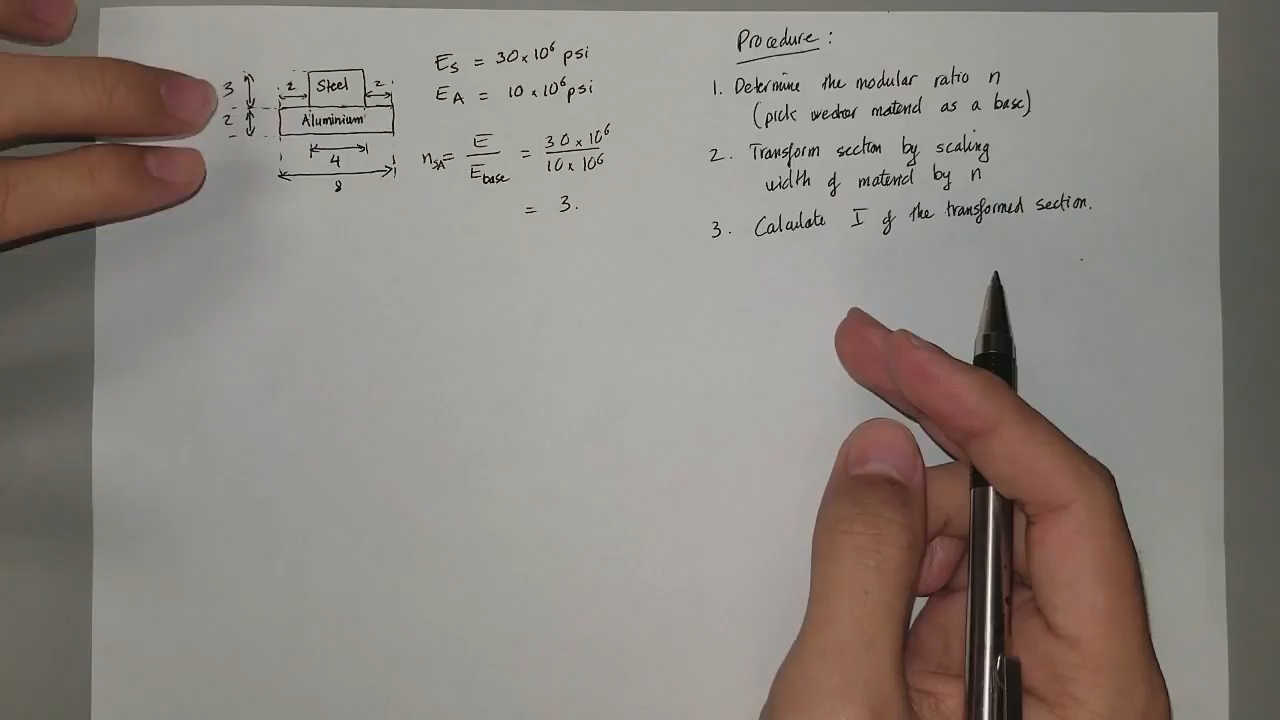 3
2
2
Steel
2
Aluminium
4
8
E_S = 30 × 10^6 psi
E_A = 10 × 10^6 psi
n_SA = E / E_base = 30 × 10^6 / 10 × 10^6
= 3.
Procedure :
1. Determine the modular ratio n
(pick weaker material as a base)
2. Transform section by scaling
width of material by n
3. Calculate I of the transformed section.